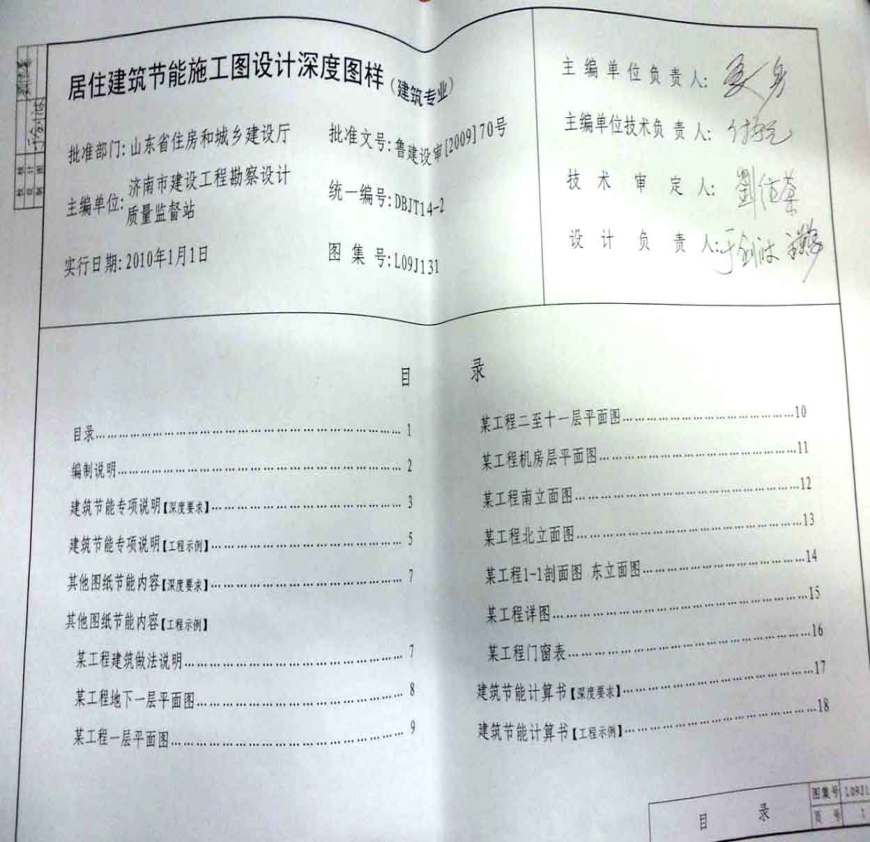 居住建筑节能施工图设计深度图样(建筑专业)
批准部门:山东省住房和城乡建设厅
批准文号:鲁建设审[2009]70号
主编单位:济南市建设工程勘察设计
质量监督站
统一编号:DBJT14-2
实行日期:2010年1月1日
图集号:L09J131
主编单位负责人:
主编单位技术负责人:
技术审定人:
设计负责人:
目 录
目录……………………1
编制说明……………………2
建筑节能专项说明【深度要求】……………………3
建筑节能专项说明【工程示例】……………………5
其他图纸节能内容【深度要求】……………………7
其他图纸节能内容【工程示例】
某工程建筑做法说明……………………7
某工程地下一层平面图……………………8
某工程一层平面图……………………9
某工程二至十一层平面图……………………10
某工程机房层平面图……………………11
某工程南立面图……………………12
某工程北立面图……………………13
某工程1-1剖面图 东立面图……………………14
某工程详图……………………15
某工程门窗表……………………16
建筑节能计算书【深度要求】……………………17
建筑节能计算书【工程示例】……………………18
目 录
图集号 L09J1
页号 1